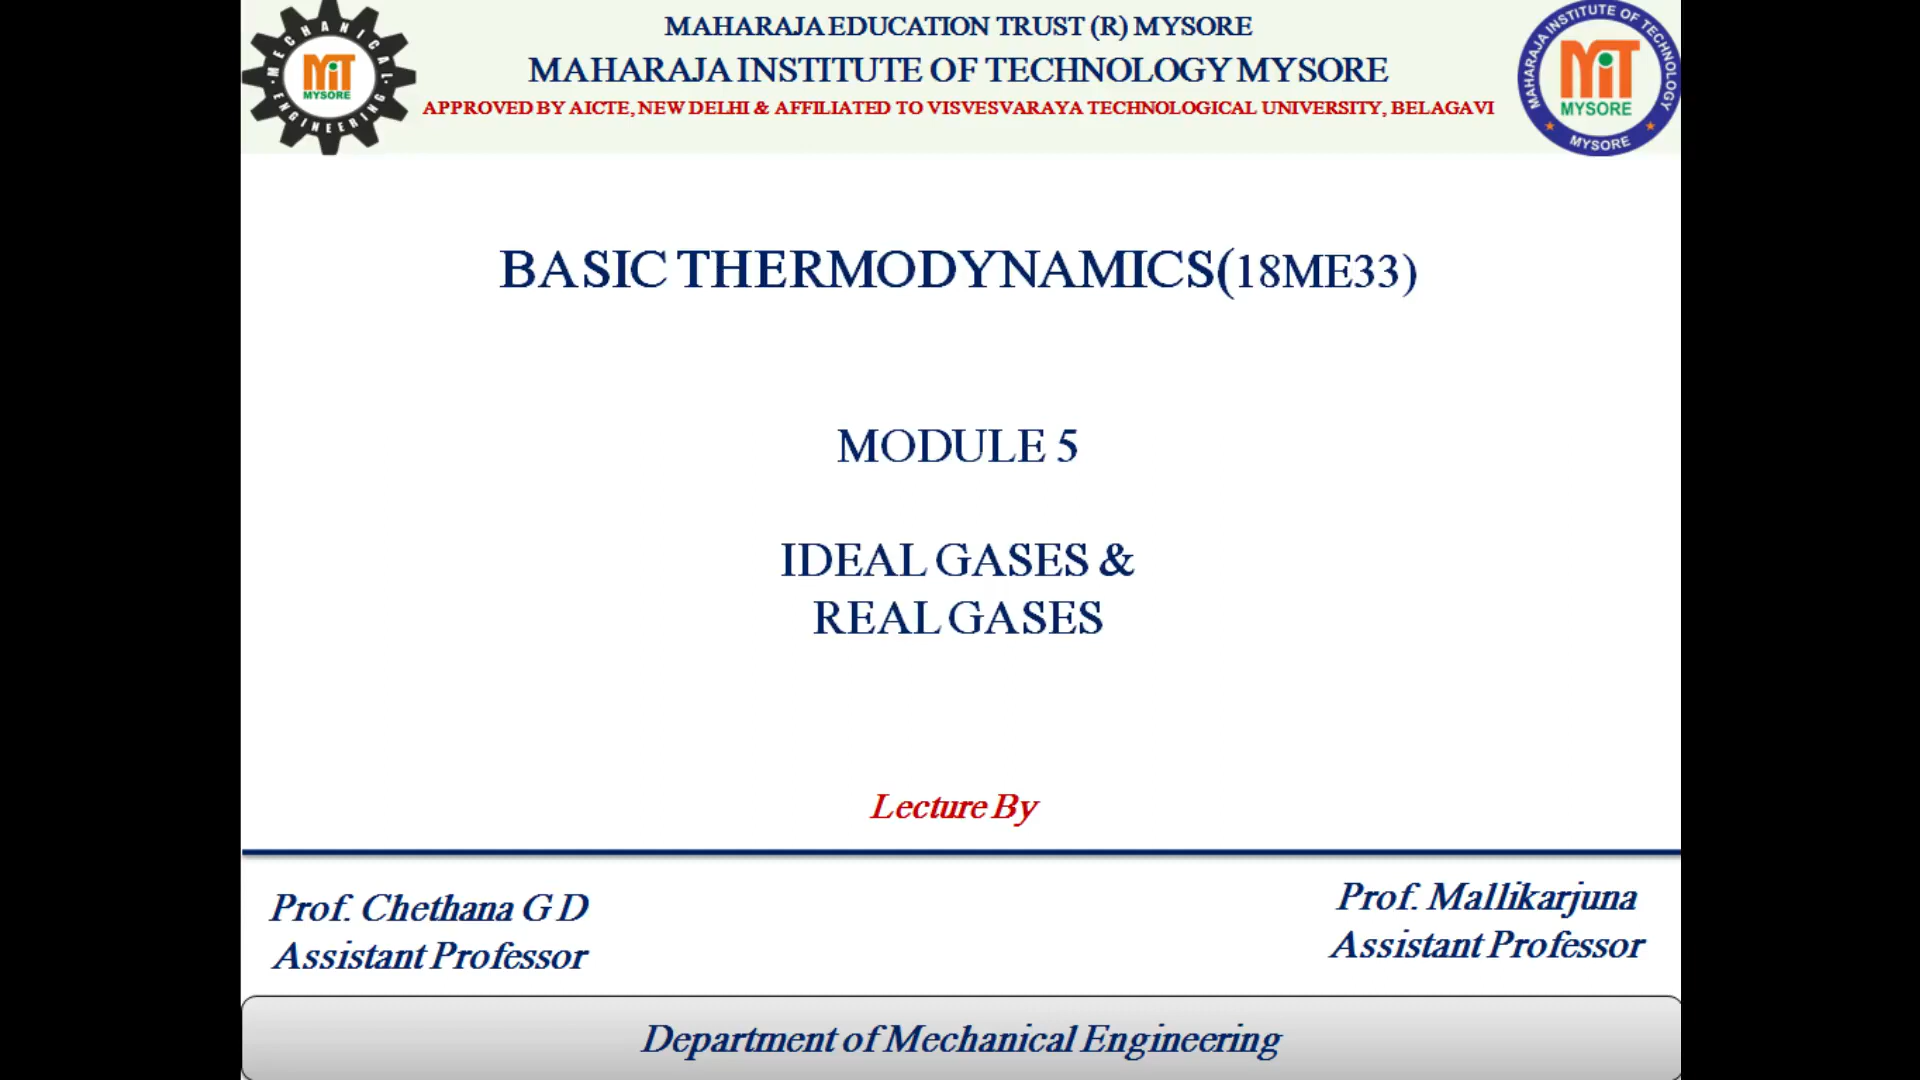 MECHANICAL
MIT
MYSORE
ENGINEERING
MAHARAJA EDUCATION TRUST (R) MYSORE
MAHARAJA INSTITUTE OF TECHNOLOGY MYSORE
APPROVED BY AICTE, NEW DELHI & AFFILIATED TO VISVESVARAYA TECHNOLOGICAL UNIVERSITY, BELAGAVI
MAHARAJA INSTITUTE OF TECHNOLOGY
MiT
MYSORE
MYSORE
BASIC THERMODYNAMICS(18ME33)
MODULE 5
IDEAL GASES &
REAL GASES
Lecture By
Prof. Chethana G D
Assistant Professor
Prof. Mallikarjuna
Assistant Professor
Department of Mechanical Engineering